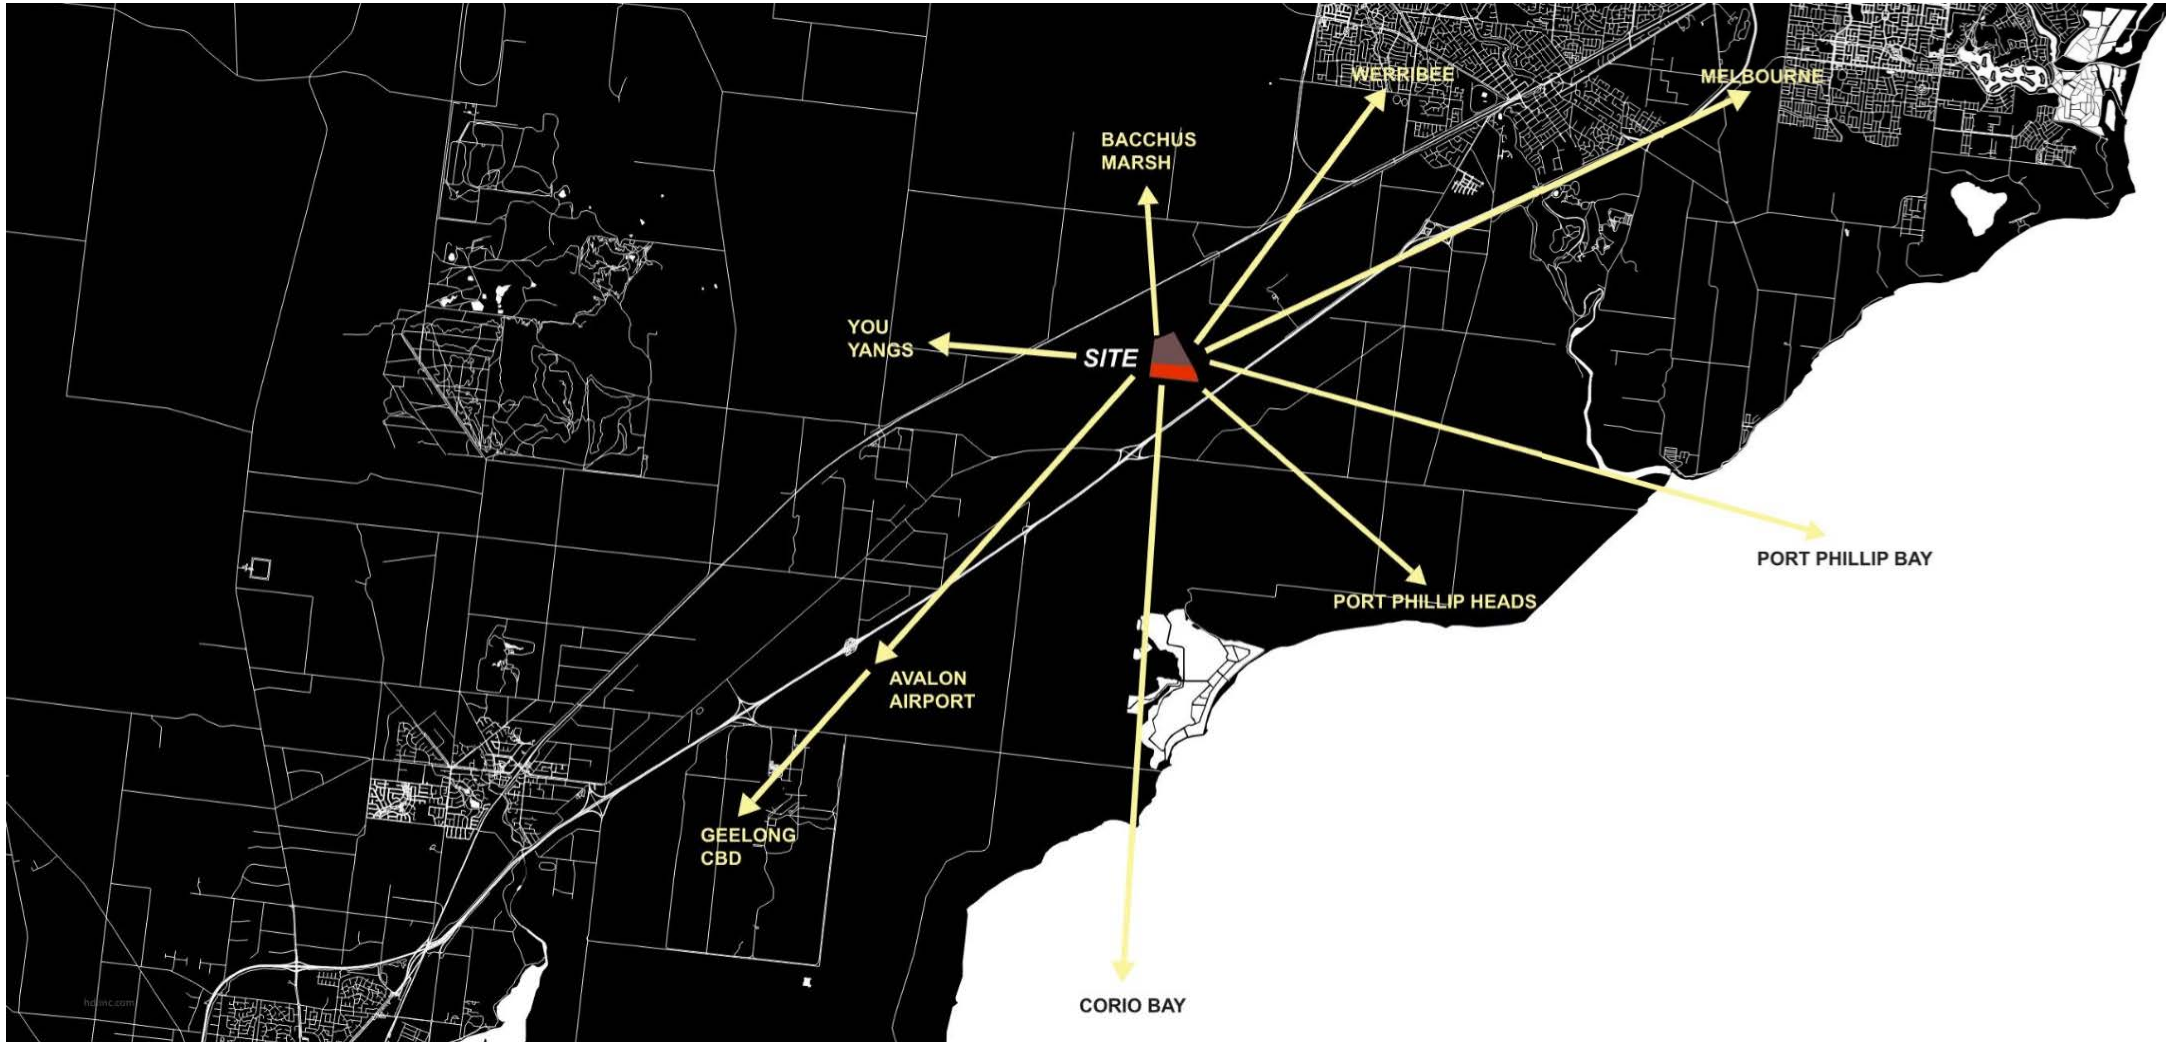 WERRIBEE
MELBOURNE
BACCHUS
MARSH
YOU
YANGS
SITE
PORT PHILLIP BAY
PORT PHILLIP HEADS
AVALON
AIRPORT
GEELONG
CBD
CORIO BAY